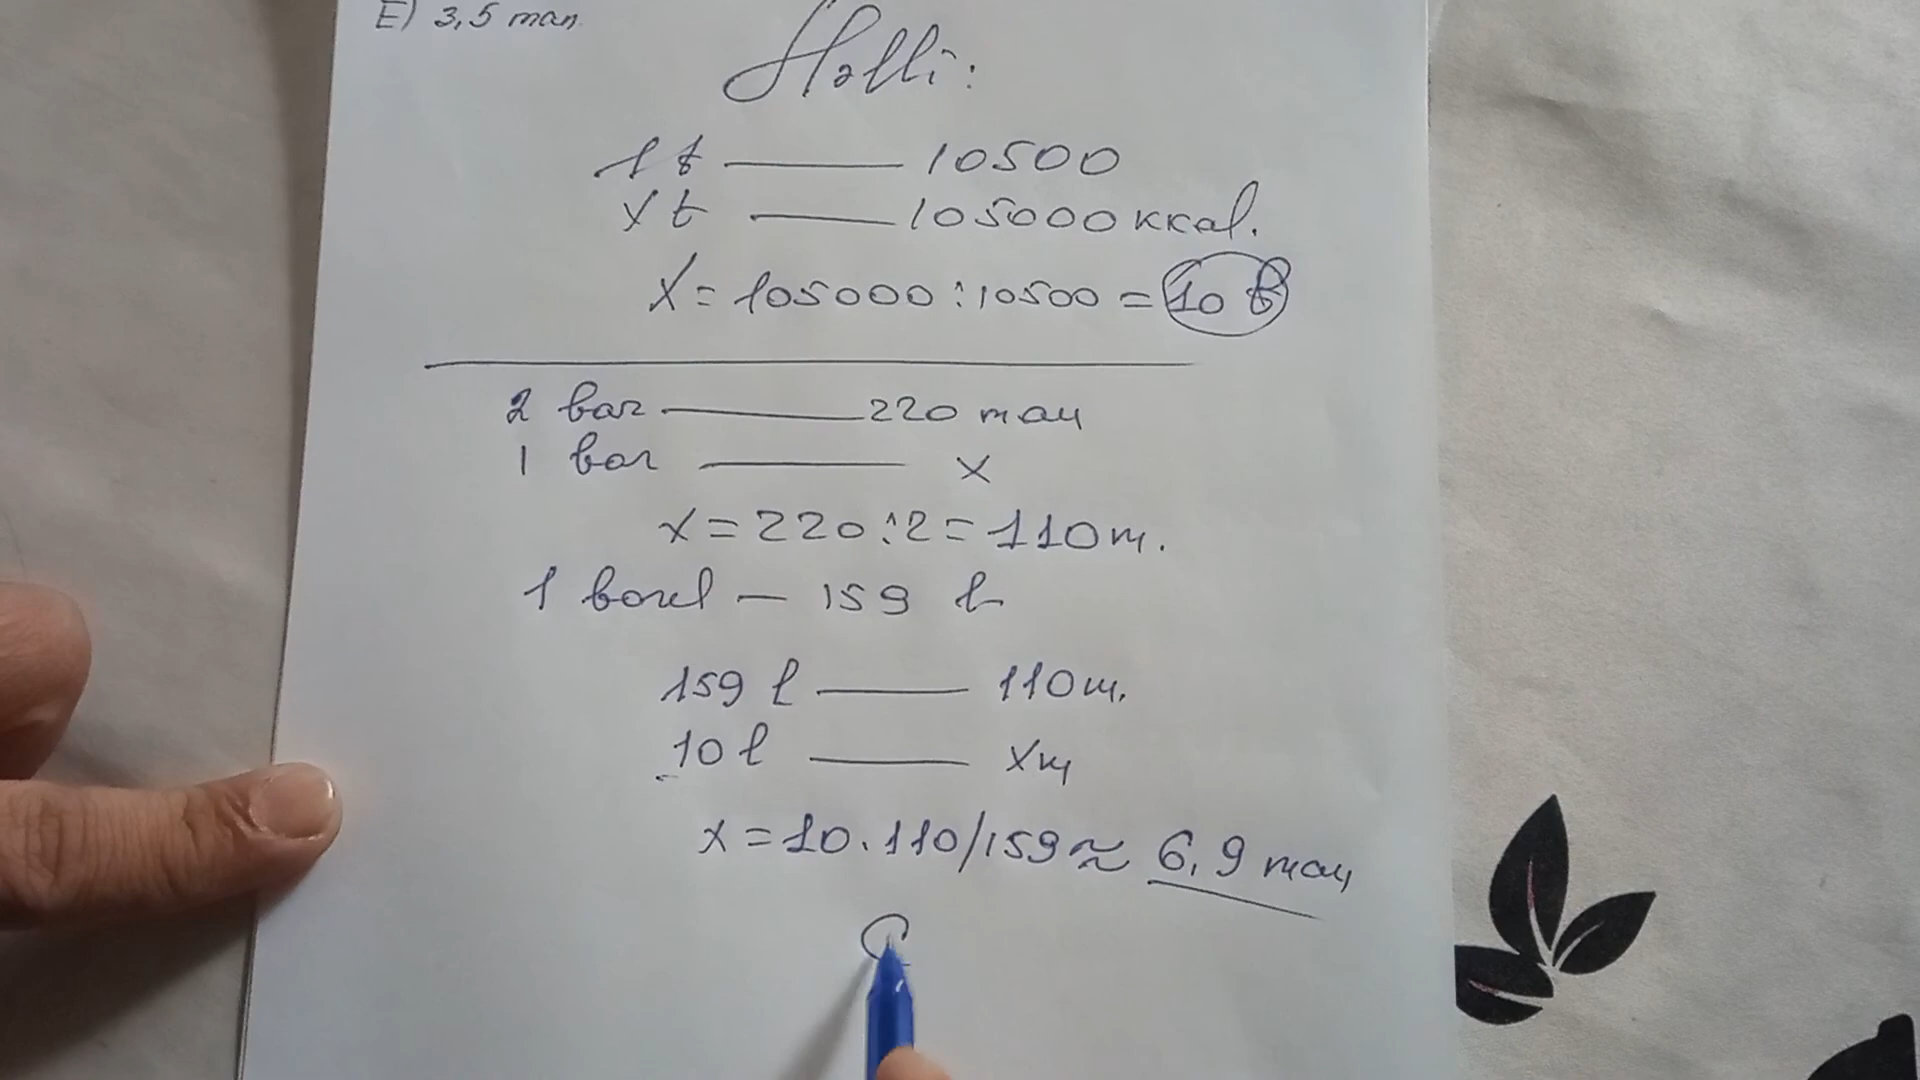 E) 3,5 man
Həlli:
1 t — 10500
x t — 105000 kkal.
x = 105000 : 10500 = 10 t
2 bar — 220 man
1 bar — x
x = 220 : 2 = 110 m.
1 barel — 159 l
159 l — 110 m.
10 l — x m
x = 10 . 110/159 ≈ 6,9 man
C